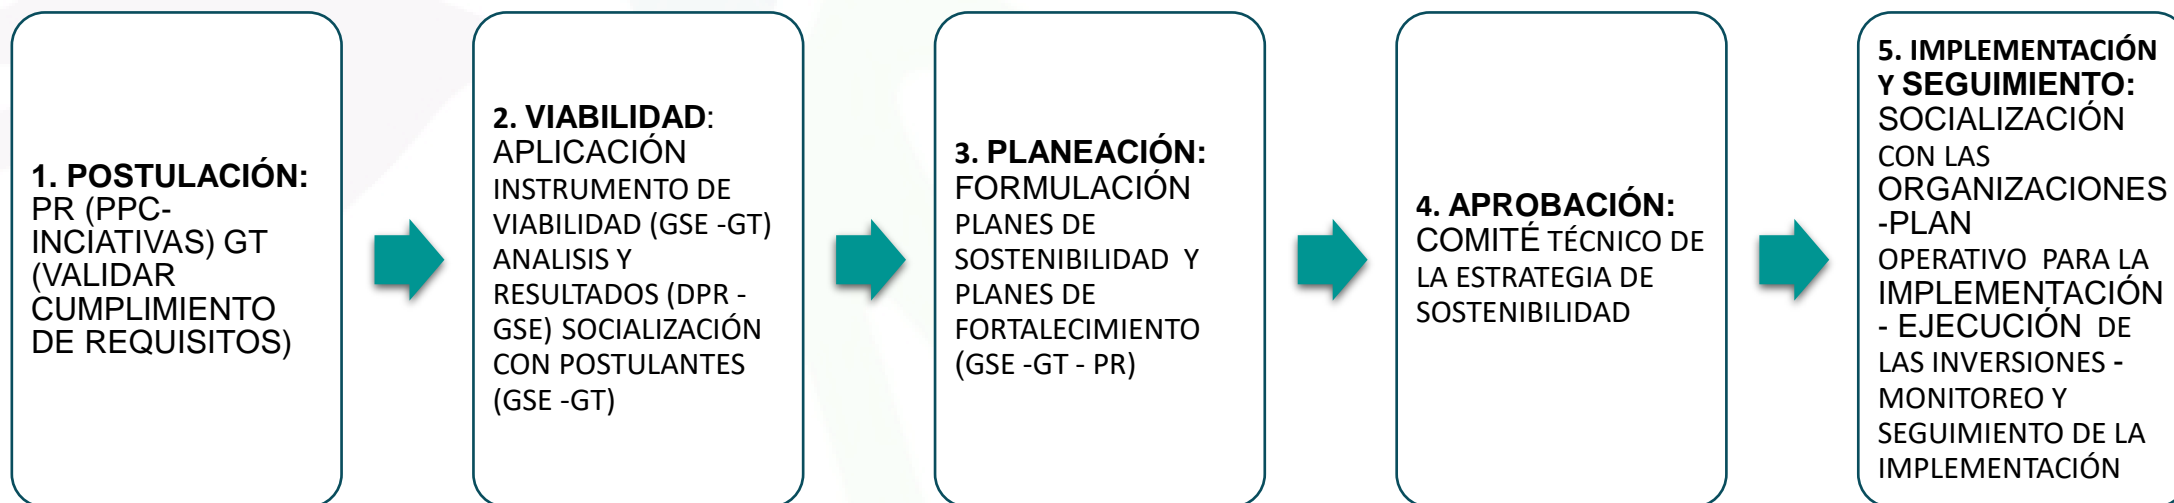 1. POSTULACIÓN:
PR (PPC-
INCIATIVAS) GT
(VALIDAR
CUMPLIMIENTO
DE REQUISITOS)
2. VIABILIDAD:
APLICACIÓN
INSTRUMENTO DE
VIABILIDAD (GSE -GT)
ANALISIS Y
RESULTADOS (DPR -
GSE) SOCIALIZACIÓN
CON POSTULANTES
(GSE -GT)
3. PLANEACIÓN:
FORMULACIÓN
PLANES DE
SOSTENIBILIDAD Y
PLANES DE
FORTALECIMIENTO
(GSE -GT - PR)
4. APROBACIÓN:
COMITÉ TÉCNICO DE
LA ESTRATEGIA DE
SOSTENIBILIDAD
5. IMPLEMENTACIÓN
Y SEGUIMIENTO:
SOCIALIZACIÓN
CON LAS
ORGANIZACIONES
-PLAN
OPERATIVO PARA LA
IMPLEMENTACIÓN
- EJECUCIÓN DE
LAS INVERSIONES -
MONITOREO Y
SEGUIMIENTO DE LA
IMPLEMENTACIÓN